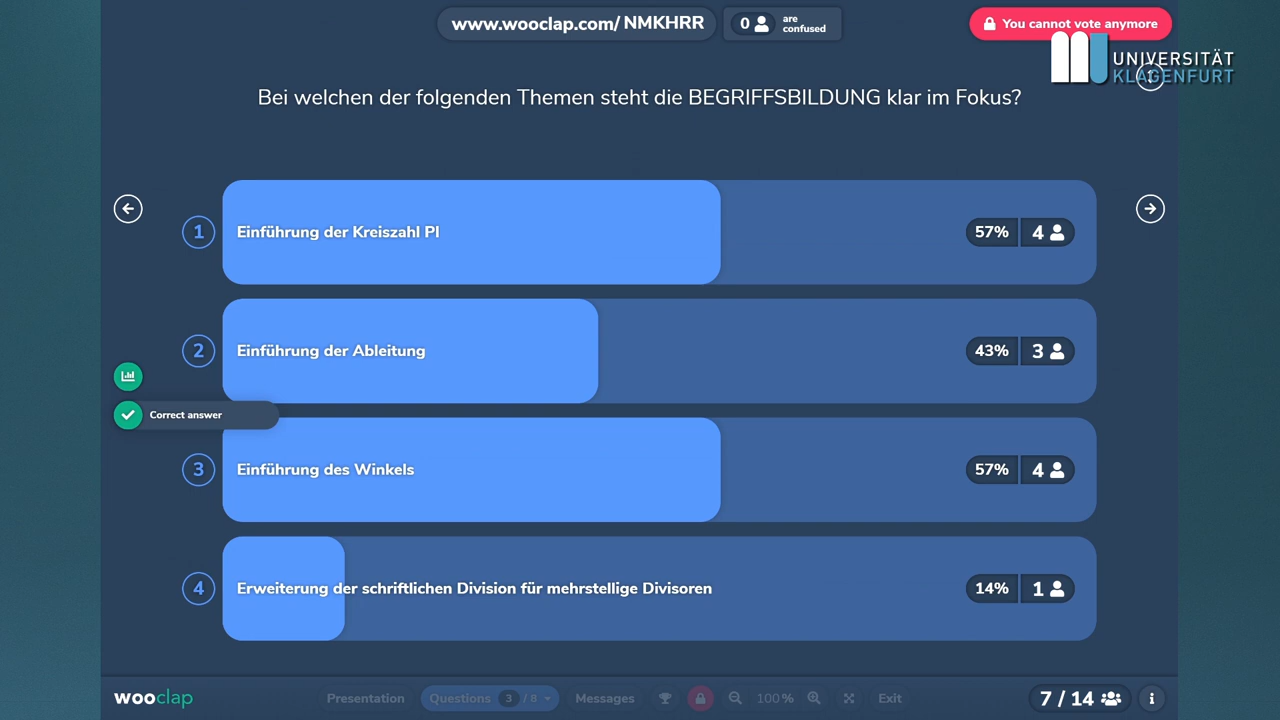 www.wooclap.com/ NMKHRR
0 are confused
You cannot vote anymore
UNIVERSITÄT
KLAGENFURT
Bei welchen der folgenden Themen steht die BEGRIFFSBILDUNG klar im Fokus?
1 Einführung der Kreiszahl PI 57% 4
2 Einführung der Ableitung 43% 3
Correct answer
3 Einführung des Winkels 57% 4
4 Erweiterung der schriftlichen Division für mehrstellige Divisoren 14% 1
wooclap Presentation Questions 3 / 8 Messages 100% Exit 7 / 14 i